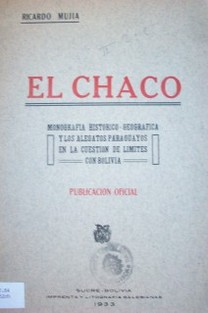 RICARDO MUJIA
EL CHACO
MONOGRAFIA HISTORICO-GEOGRAFICA
Y LOS ALEGATOS PARAGUAYOS
EN LA CUESTION DE LIMITES
CON BOLIVIA
PUBLICACION OFICIAL
SUCRE-BOLIVIA
IMPRENTA Y LITOGRAFIA SALESIANAS
1933